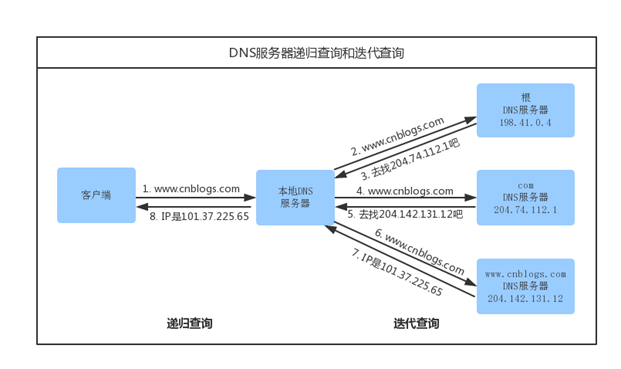 DNS服务器递归查询和迭代查询
根
DNS服务器
198.41.0.4
2. www.cnblogs.com
3. 去找204.74.112.1吧
客户端
1. www.cnblogs.com
8. IP是101.37.225.65
本地DNS
服务器
4. www.cnblogs.com
5. 去找204.142.131.12吧
com
DNS服务器
204.74.112.1
6. www.cnblogs.com
7. IP是101.37.225.65
www.cnblogs.com
DNS服务器
204.142.131.12
递归查询
迭代查询